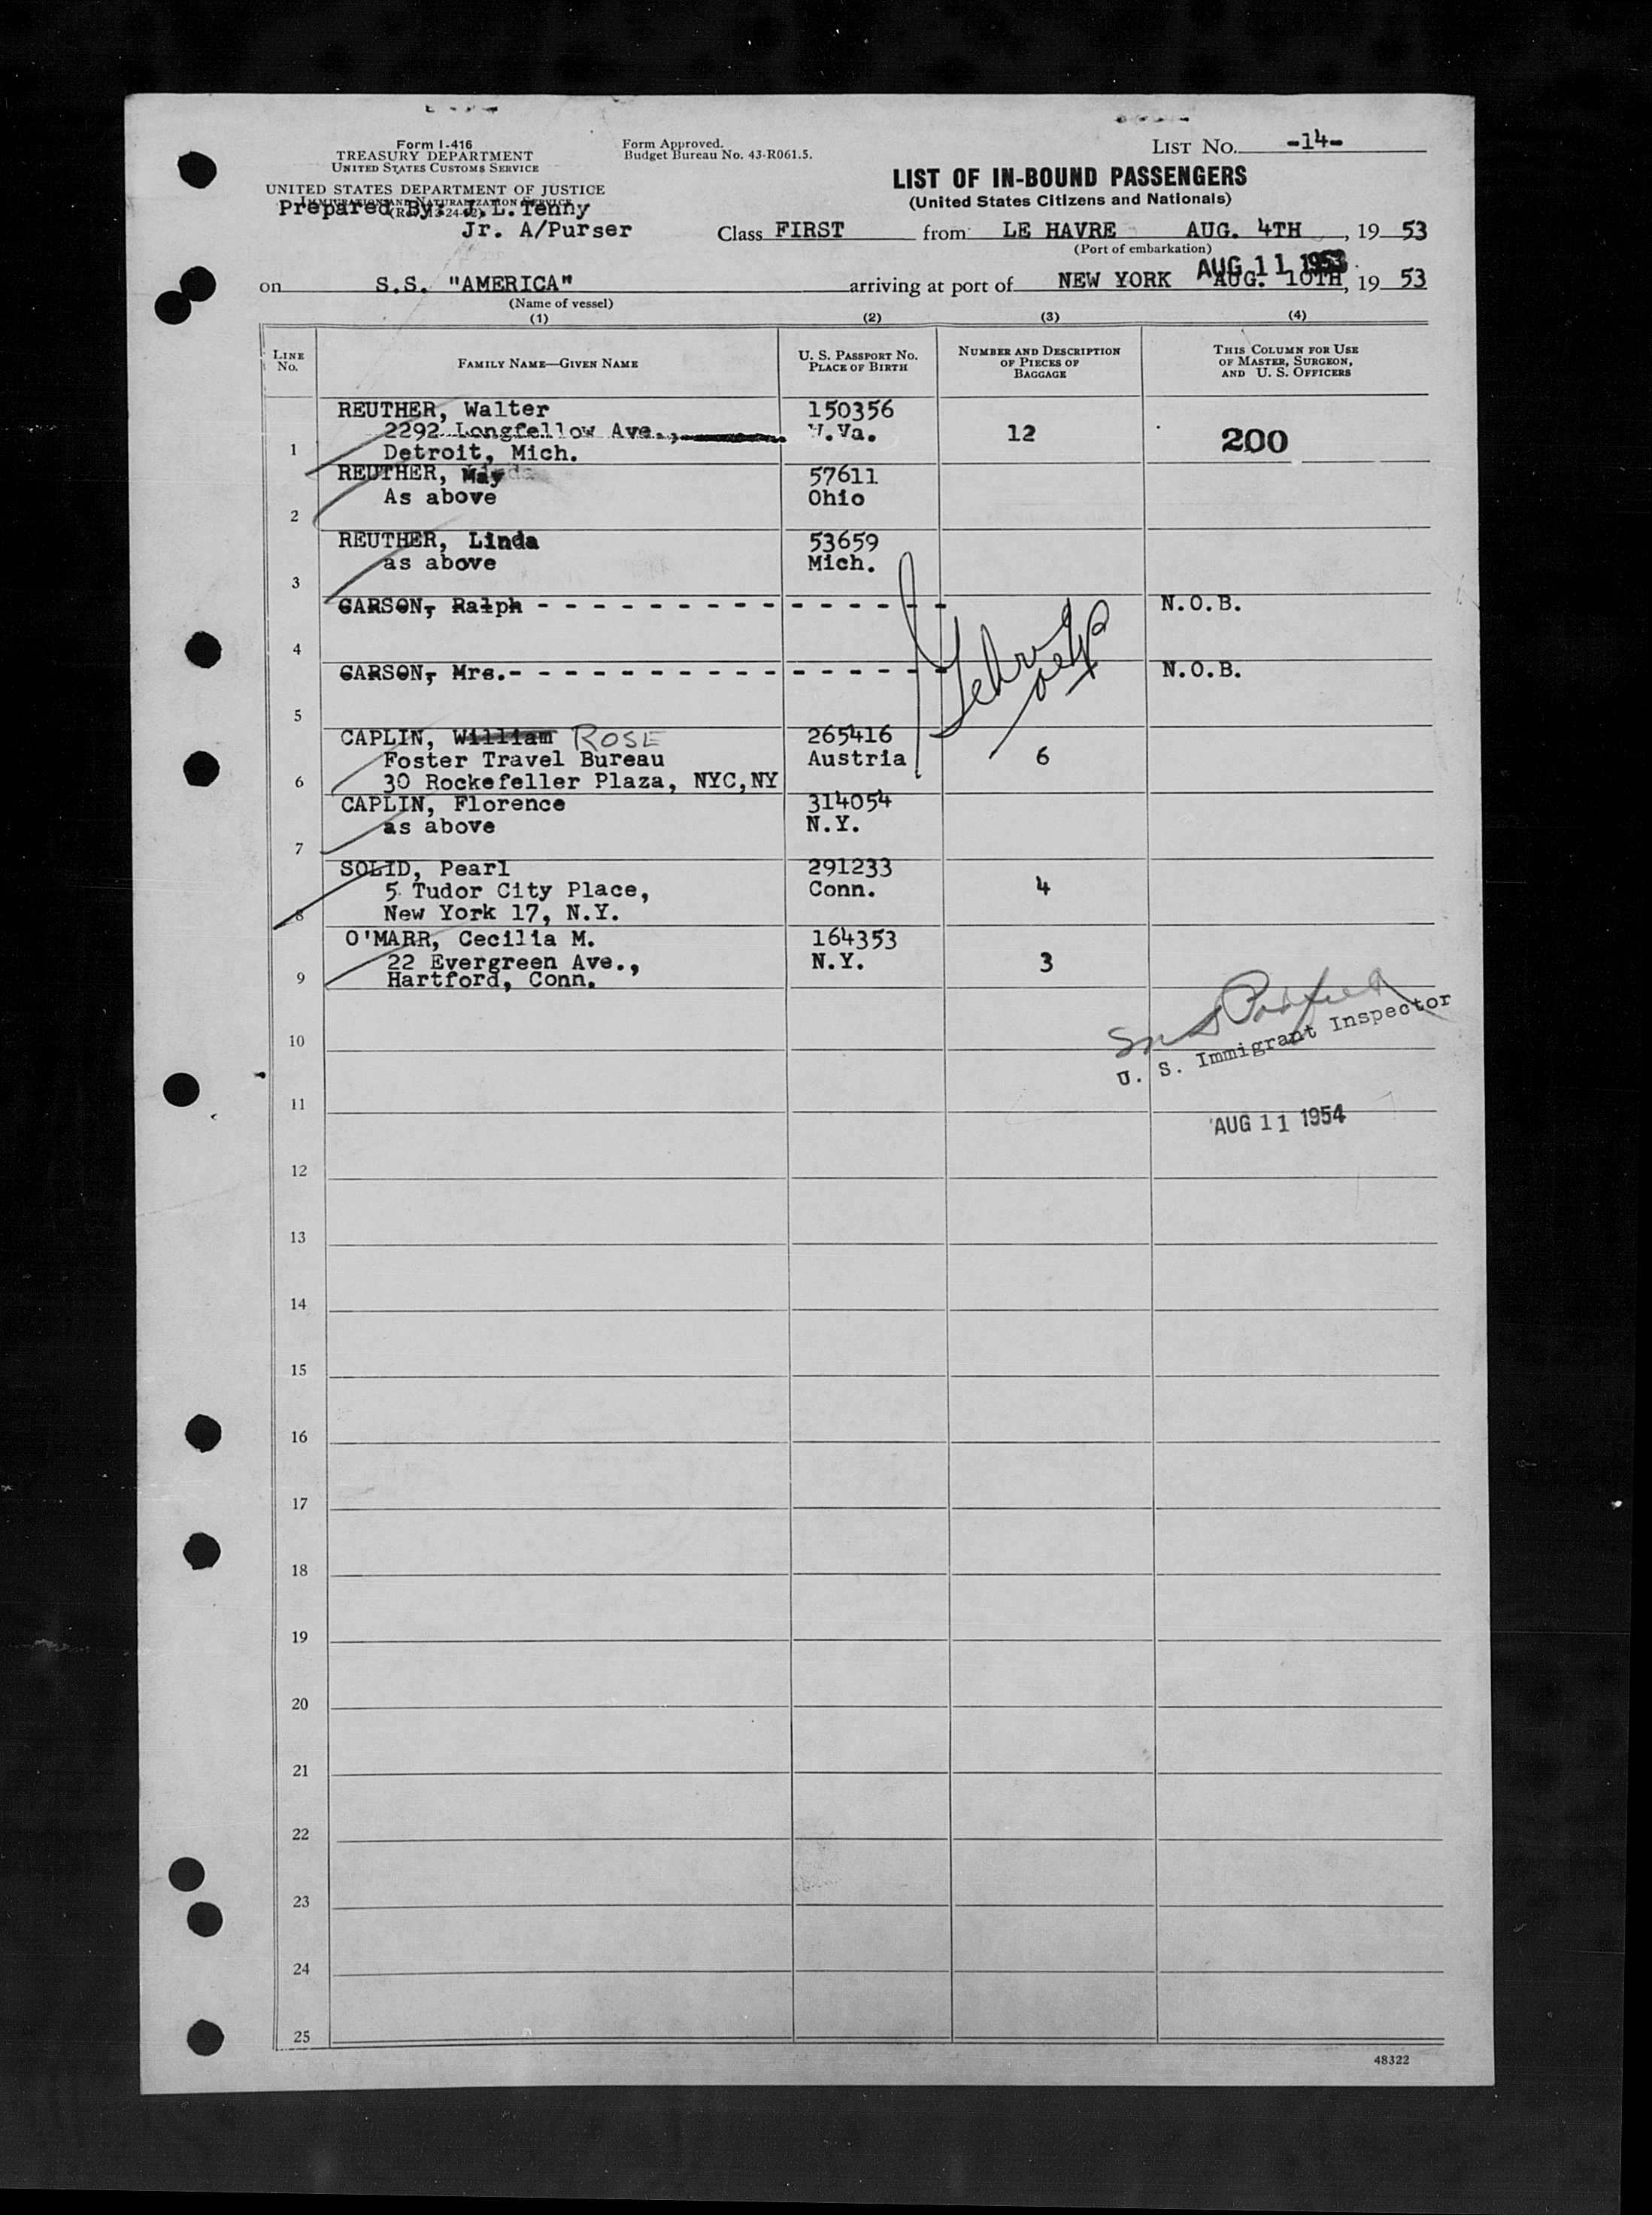 Form I-416
TREASURY DEPARTMENT
UNITED STATES CUSTOMS SERVICE
UNITED STATES DEPARTMENT OF JUSTICE
IMMIGRATION AND NATURALIZATION SERVICE
Prepared By: J. L. Tenny
Jr. A/Purser
Form Approved.
Budget Bureau No. 43-R061.5.
LIST NO. -14-
LIST OF IN-BOUND PASSENGERS
(United States Citizens and Nationals)
Class FIRST from LE HAVRE AUG. 4TH, 19 53
(Port of embarkation)
AUG 11 1953
on S.S. "AMERICA" arriving at port of NEW YORK AUG. 10TH, 19 53
(Name of vessel)
(1) (2) (3) (4)
LINE NO.
FAMILY NAME—GIVEN NAME
U. S. PASSPORT NO. PLACE OF BIRTH
NUMBER AND DESCRIPTION OF PIECES OF BAGGAGE
THIS COLUMN FOR USE OF MASTER, SURGEON, AND U. S. OFFICERS
REUTHER, Walter 150356
2292 Longfellow Ave., W.Va. 12 200
1 Detroit, Mich.
REUTHER, May 57611
As above Ohio
2
REUTHER, Linda 53659
as above Mich.
3
CARSON, Ralph - - - - - - - - - - - - - - - N.O.B.
4
CARSON, Mrs.- - - - - - - - - - - - - - - - N.O.B.
5
CAPLIN, William ROSE 265416
Foster Travel Bureau Austria 6
6 30 Rockefeller Plaza, NYC,NY
CAPLIN, Florence 314054
as above N.Y.
7
SOLID, Pearl 291233
5 Tudor City Place, Conn. 4
8 New York 17, N.Y.
O'MARR, Cecilia M. 164353
22 Evergreen Ave., N.Y. 3
9 Hartford, Conn.
10
U. S. Immigrant Inspector
11
AUG 11 1954
12
13
14
15
16
17
18
19
20
21
22
23
24
25
48322